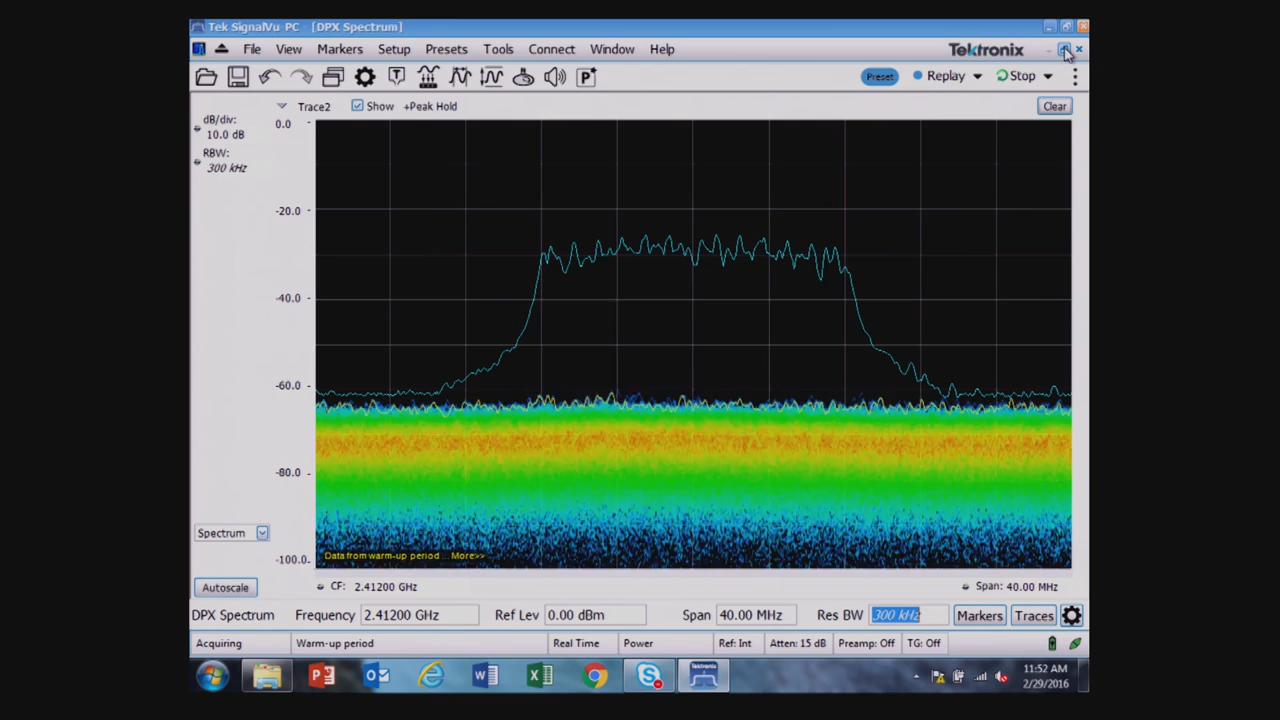 Tek SignalVu PC - [DPX Spectrum]
File View Markers Setup Presets Tools Connect Window Help
Tektronix
Preset Replay Stop
Trace2 Show +Peak Hold Clear
dB/div:
10.0 dB
RBW:
300 kHz
0.0
-20.0
-40.0
-60.0
-80.0
-100.0
Spectrum
Data from warm-up period ... More>>
Autoscale
CF: 2.41200 GHz
Span: 40.00 MHz
DPX Spectrum Frequency 2.41200 GHz Ref Lev 0.00 dBm Span 40.00 MHz Res BW 300 kHz Markers Traces
Acquiring Warm-up period Real Time Power Ref: Int Atten: 15 dB Preamp: Off TG: Off
Tektronix
11:52 AM
2/29/2016